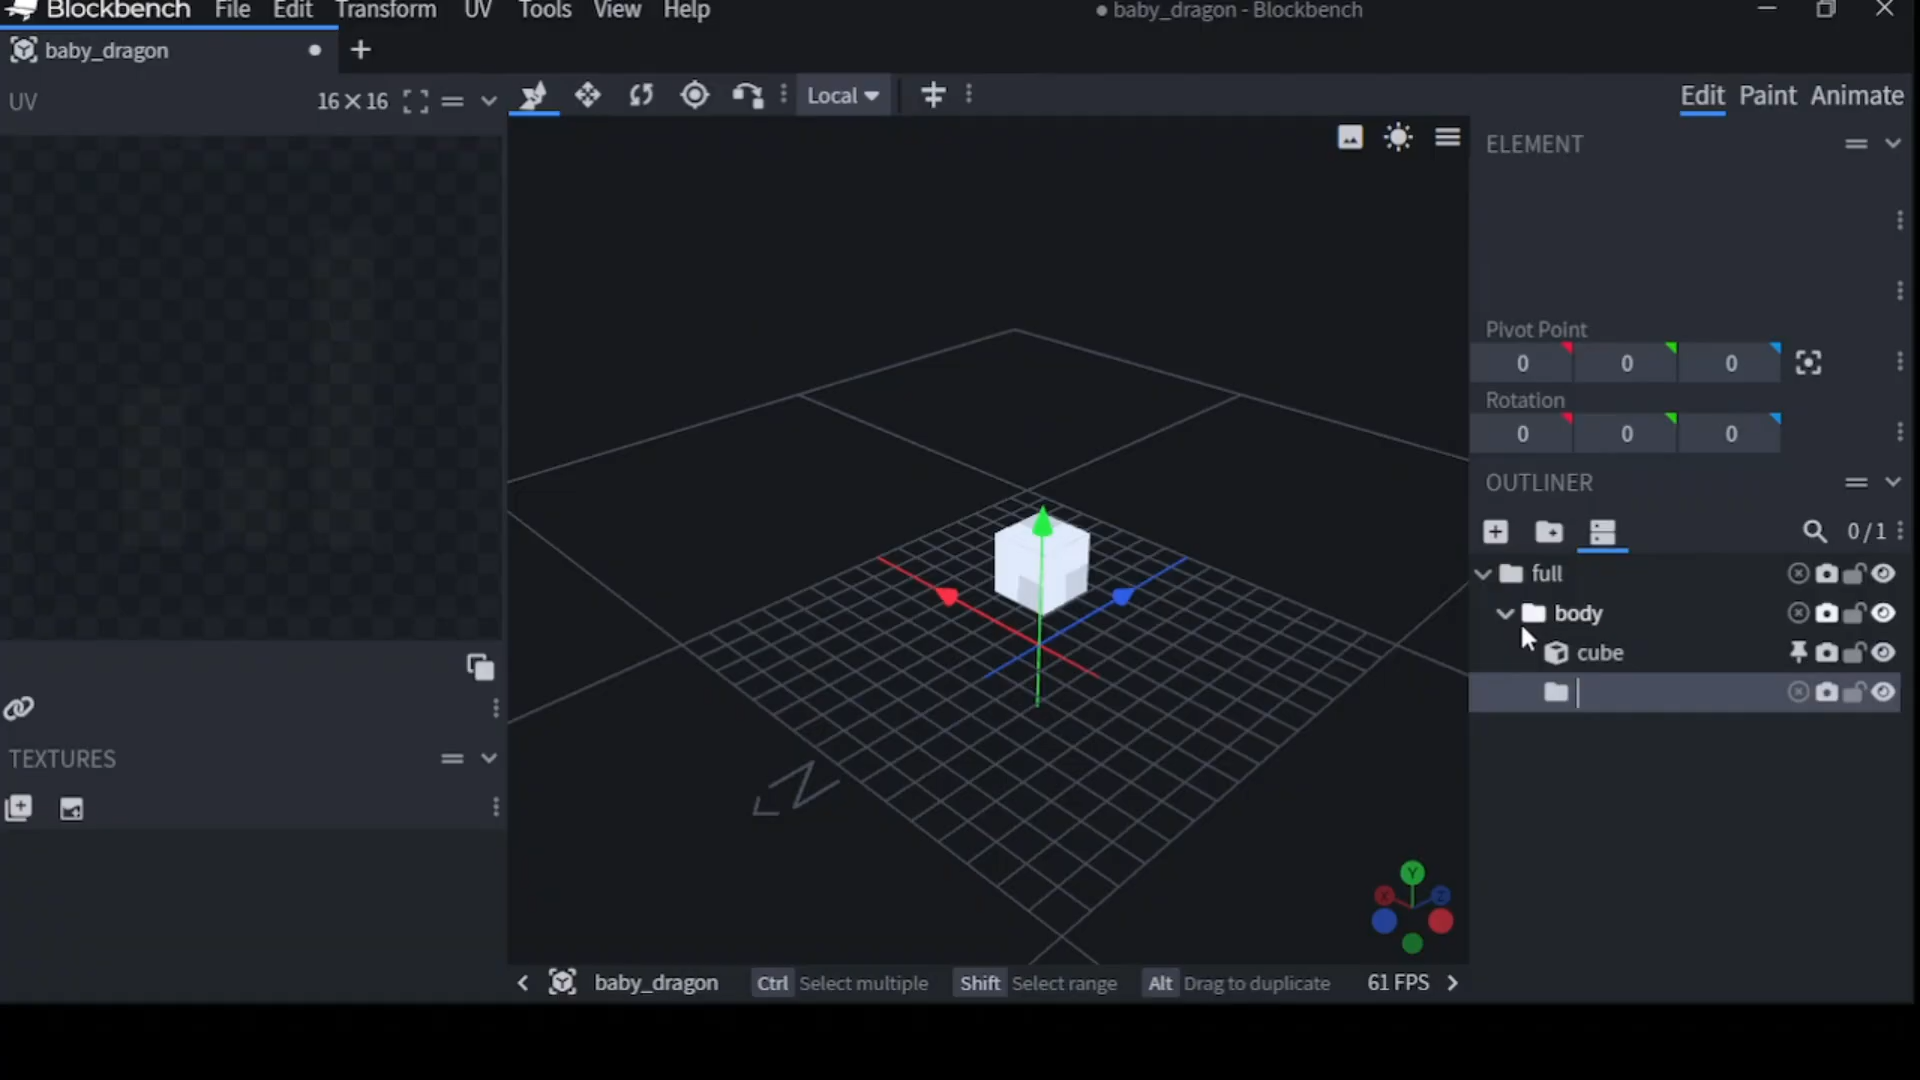 Blockbench File Edit Transform UV Tools View Help
baby_dragon - Blockbench
baby_dragon
UV 16×16
Local
Edit Paint Animate
ELEMENT
Pivot Point
0 0 0
Rotation
0 0 0
OUTLINER
0/1
full
body
cube
TEXTURES
N
Y
X
Z
baby_dragon Ctrl Select multiple Shift Select range Alt Drag to duplicate 61 FPS